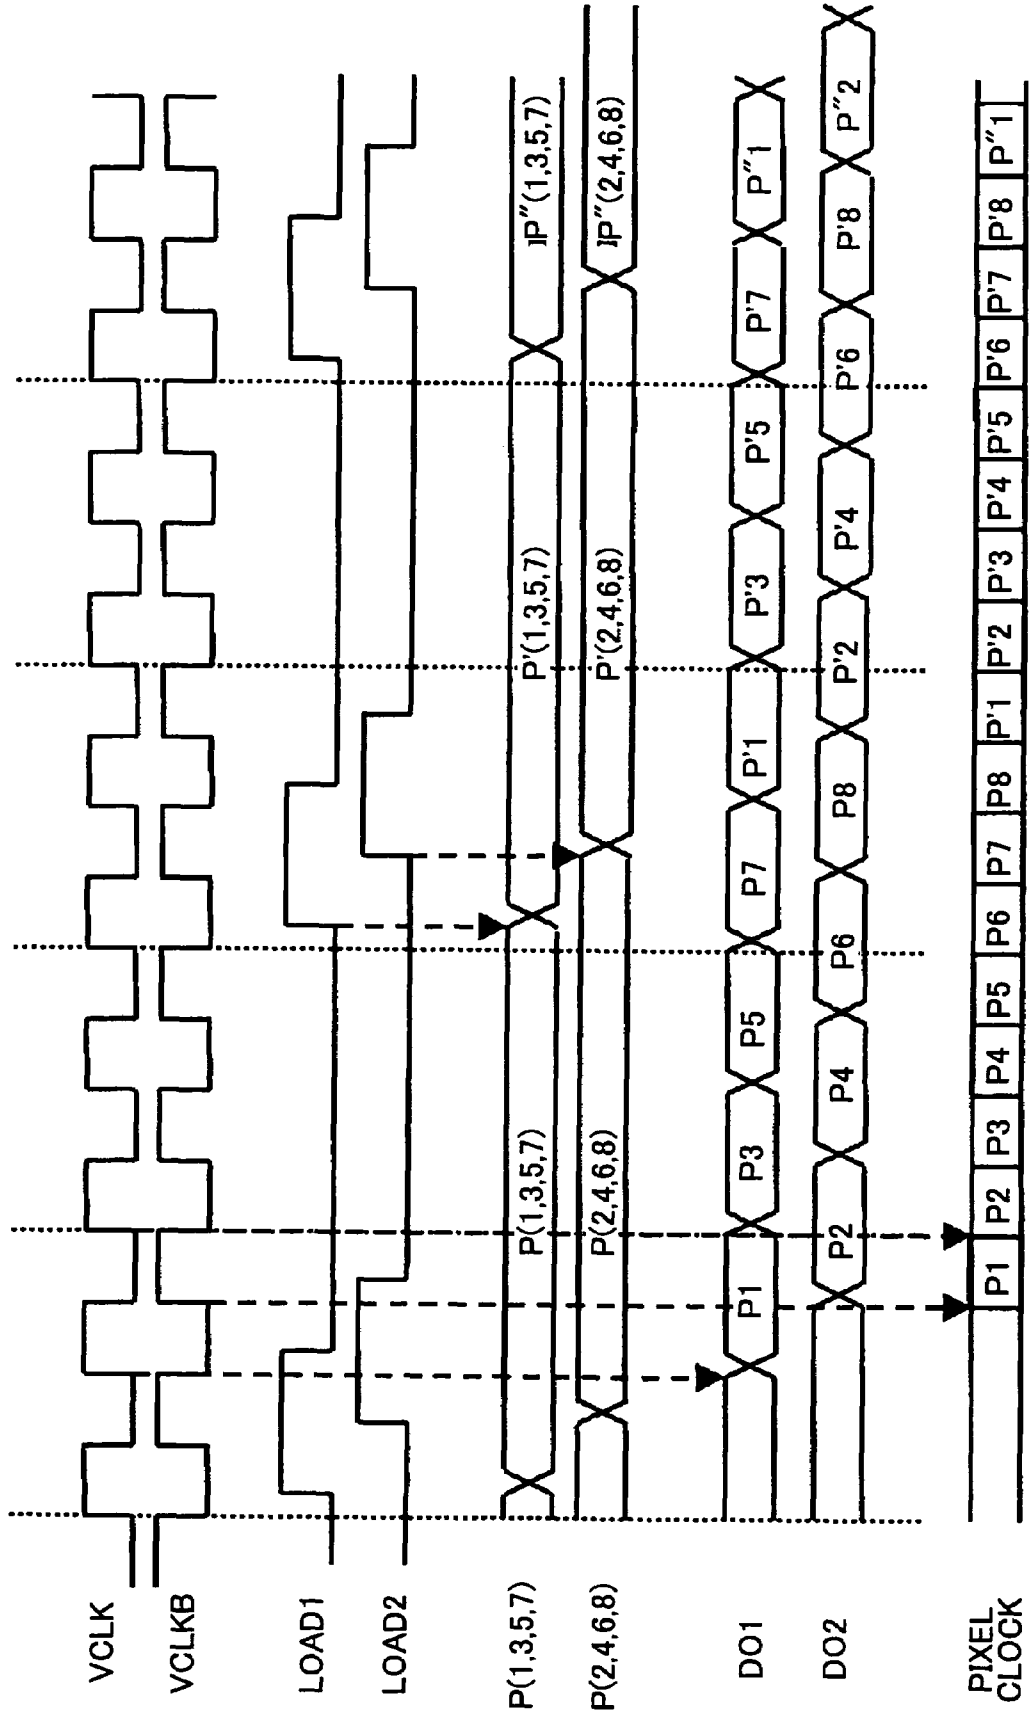 VCLK
VCLKB
LOAD1
LOAD2
P(1,3,5,7) P(1,3,5,7) P'(1,3,5,7) P"(1,3,5,7)
P(2,4,6,8) P(2,4,6,8) P'(2,4,6,8) P"(2,4,6,8)
DO1 P1 P3 P5 P7 P'1 P'3 P'5 P'7 P"1
DO2 P2 P4 P6 P8 P'2 P'4 P'6 P'8 P"2
PIXEL
CLOCK P1 P2 P3 P4 P5 P6 P7 P8 P'1 P'2 P'3 P'4 P'5 P'6 P'7 P'8 P"1